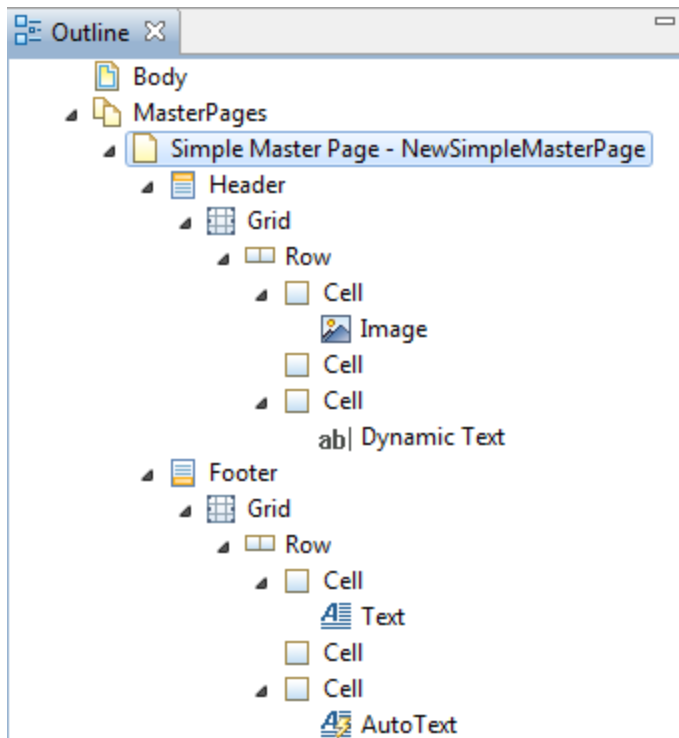 Outline
Body
MasterPages
Simple Master Page - NewSimpleMasterPage
Header
Grid
Row
Cell
Image
Cell
Cell
ab| Dynamic Text
Footer
Grid
Row
Cell
Text
Cell
Cell
AutoText